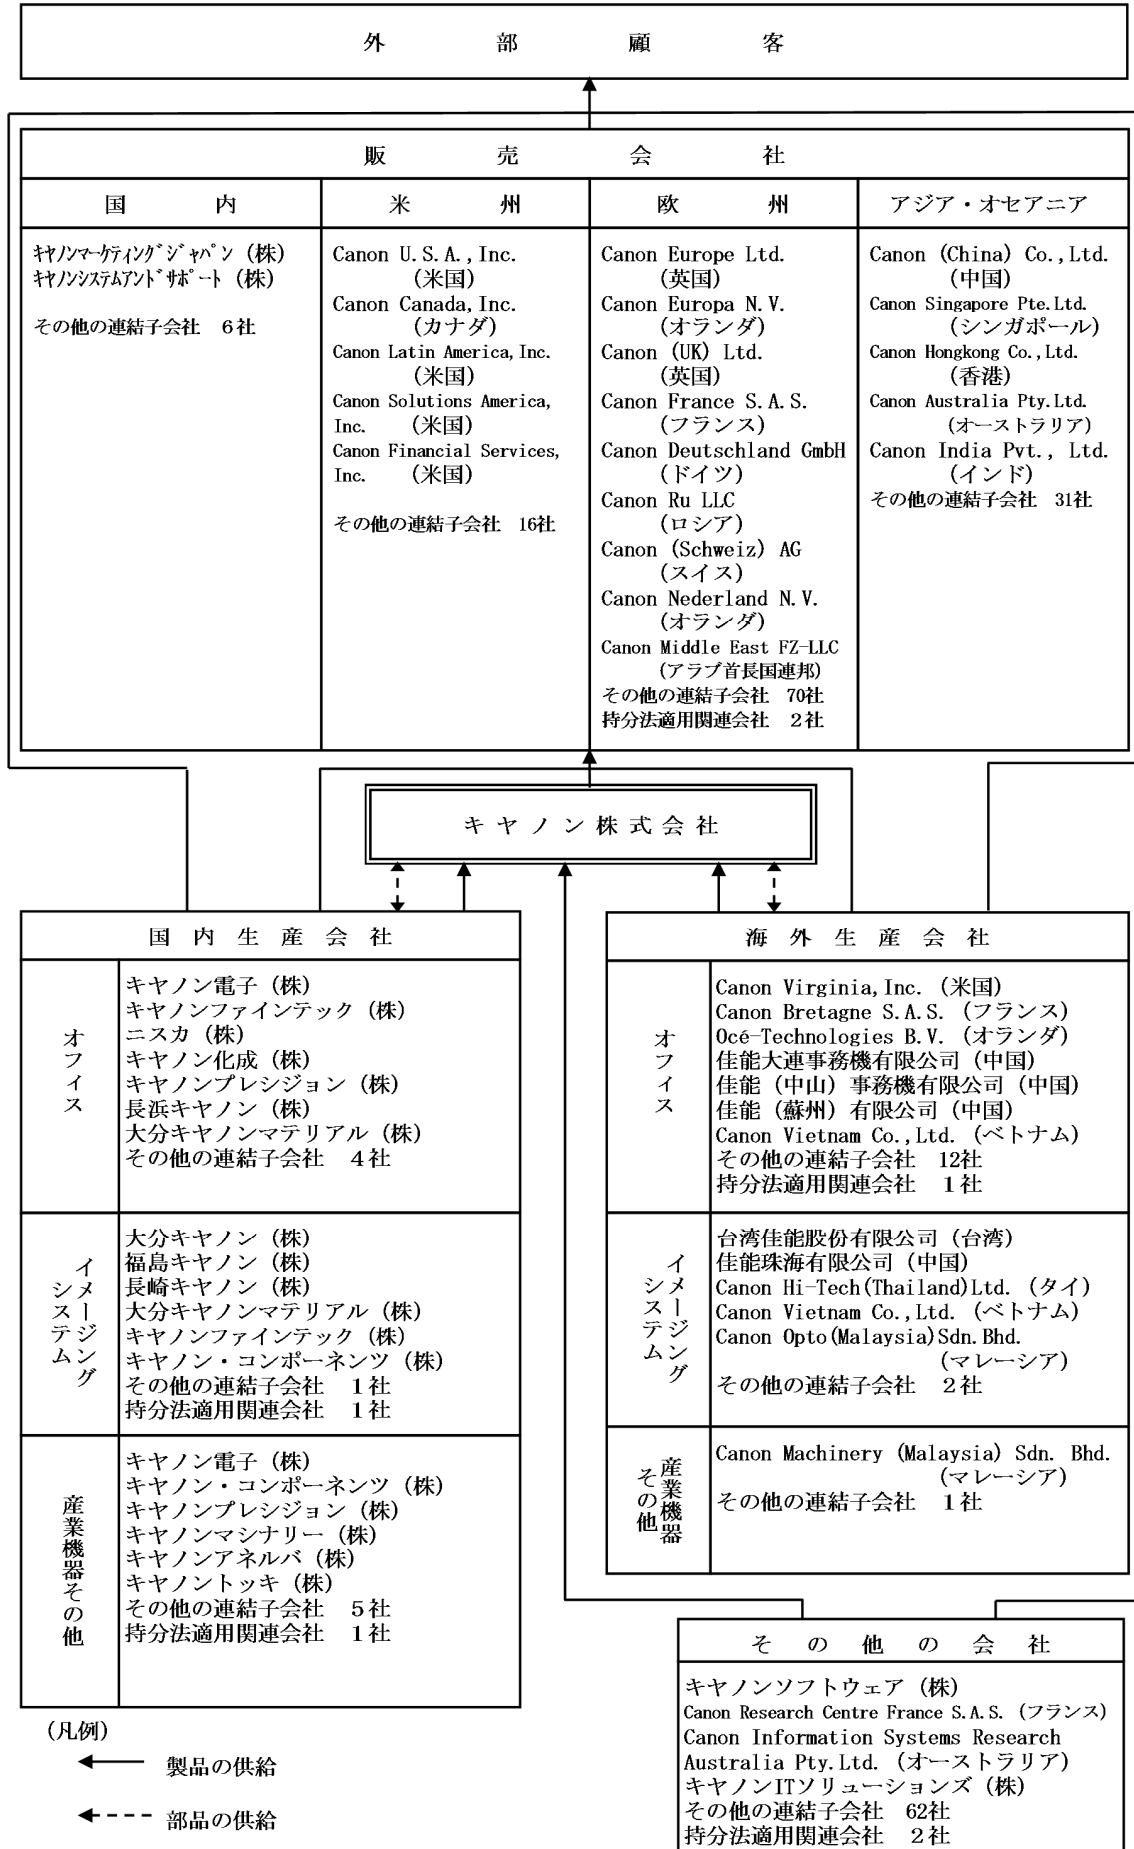 外部顧客
販売会社
国内
キヤノンマーケティングジャパン（株）
キヤノンシステムアンドサポート（株）
その他の連結子会社　6社
米州
Canon U.S.A.,Inc.
（米国）
Canon Canada,Inc.
（カナダ）
Canon Latin America,Inc.
（米国）
Canon Solutions America,
Inc.　（米国）
Canon Financial Services,
Inc.　（米国）
その他の連結子会社　16社
欧州
Canon Europe Ltd.
（英国）
Canon Europa N.V.
（オランダ）
Canon (UK) Ltd.
（英国）
Canon France S.A.S.
（フランス）
Canon Deutschland GmbH
（ドイツ）
Canon Ru LLC
（ロシア）
Canon (Schweiz) AG
（スイス）
Canon Nederland N.V.
（オランダ）
Canon Middle East FZ-LLC
（アラブ首長国連邦）
その他の連結子会社　70社
持分法適用関連会社　２社
アジア・オセアニア
Canon (China) Co.,Ltd.
（中国）
Canon Singapore Pte.Ltd.
（シンガポール）
Canon Hongkong Co.,Ltd.
（香港）
Canon Australia Pty.Ltd.
（オーストラリア）
Canon India Pvt., Ltd.
（インド）
その他の連結子会社　31社
キヤノン株式会社
国内生産会社
オフィス
キヤノン電子（株）
キヤノンファインテック（株）
ニスカ（株）
キヤノン化成（株）
キヤノンプレシジョン（株）
長浜キヤノン（株）
大分キヤノンマテリアル（株）
その他の連結子会社　４社
イメージング
システム
大分キヤノン（株）
福島キヤノン（株）
長崎キヤノン（株）
大分キヤノンマテリアル（株）
キヤノンファインテック（株）
キヤノン・コンポーネンツ（株）
その他の連結子会社　１社
持分法適用関連会社　１社
産業機器その他
キヤノン電子（株）
キヤノン・コンポーネンツ（株）
キヤノンプレシジョン（株）
キヤノンマシナリー（株）
キヤノンアネルバ（株）
キヤノントッキ（株）
その他の連結子会社　５社
持分法適用関連会社　１社
海外生産会社
オフィス
Canon Virginia,Inc.（米国）
Canon Bretagne S.A.S.（フランス）
Océ-Technologies B.V.（オランダ）
佳能大連事務機有限公司（中国）
佳能（中山）事務機有限公司（中国）
佳能（蘇州）有限公司（中国）
Canon Vietnam Co.,Ltd.（ベトナム）
その他の連結子会社　12社
持分法適用関連会社　１社
イメージング
システム
台湾佳能股份有限公司（台湾）
佳能珠海有限公司（中国）
Canon Hi-Tech(Thailand)Ltd.（タイ）
Canon Vietnam Co.,Ltd.（ベトナム）
Canon Opto(Malaysia)Sdn.Bhd.
（マレーシア）
その他の連結子会社　２社
産業機器
その他
Canon Machinery (Malaysia) Sdn. Bhd.
（マレーシア）
その他の連結子会社　１社
その他の会社
キヤノンソフトウェア（株）
Canon Research Centre France S.A.S.（フランス）
Canon Information Systems Research
Australia Pty.Ltd.（オーストラリア）
キヤノンITソリューションズ（株）
その他の連結子会社　62社
持分法適用関連会社　２社
（凡例）
製品の供給
部品の供給